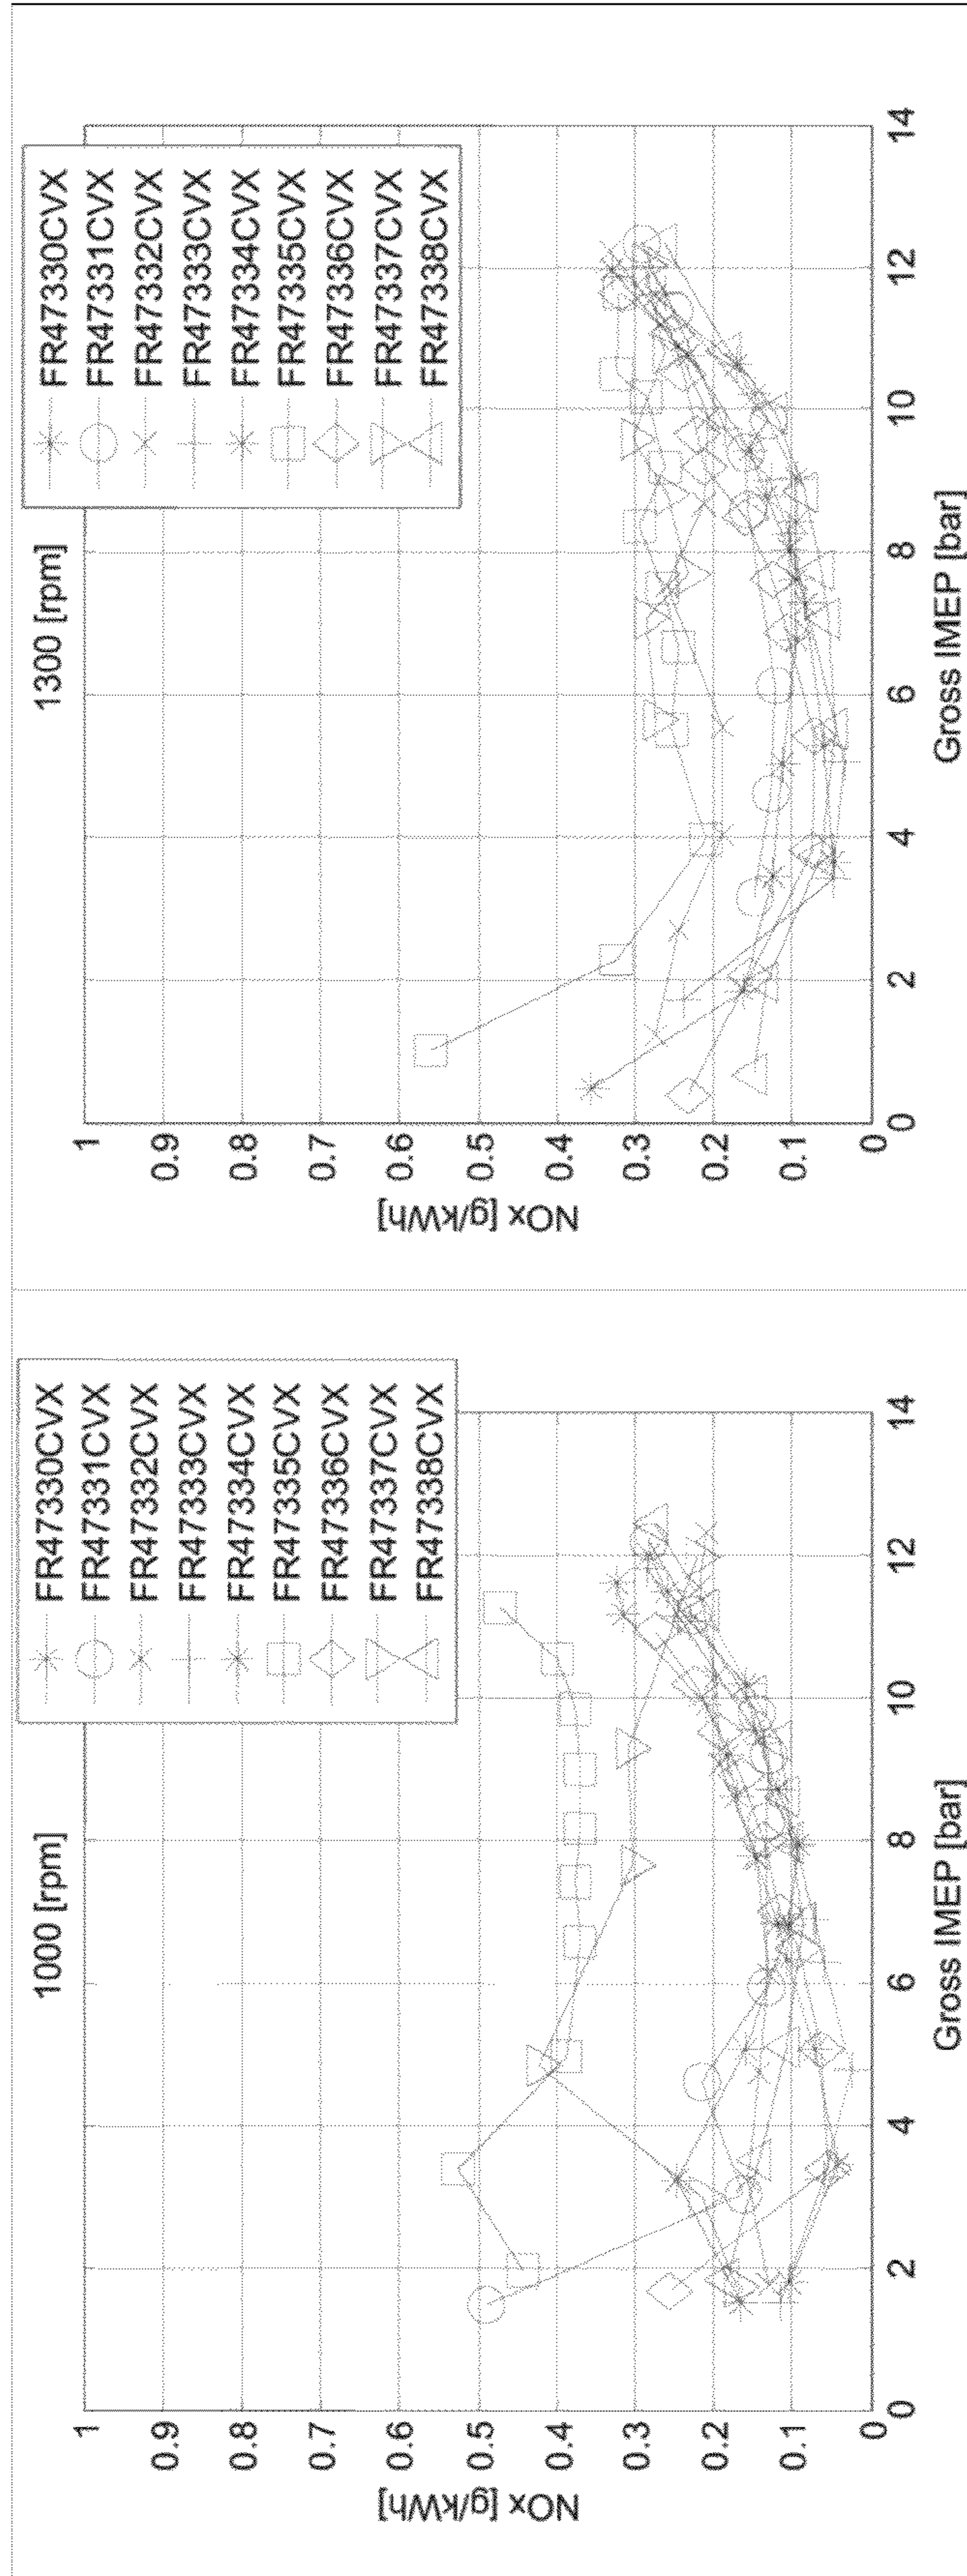 1000 [rpm]
FR47330CVX
FR47331CVX
FR47332CVX
FR47333CVX
FR47334CVX
FR47335CVX
FR47336CVX
FR47337CVX
FR47338CVX
NOx [g/kWh]
1
0.9
0.8
0.7
0.6
0.5
0.4
0.3
0.2
0.1
0
0 2 4 6 8 10 12 14
Gross IMEP [bar]
1300 [rpm]
FR47330CVX
FR47331CVX
FR47332CVX
FR47333CVX
FR47334CVX
FR47335CVX
FR47336CVX
FR47337CVX
FR47338CVX
NOx [g/kWh]
1
0.9
0.8
0.7
0.6
0.5
0.4
0.3
0.2
0.1
0
0 2 4 6 8 10 12 14
Gross IMEP [bar]